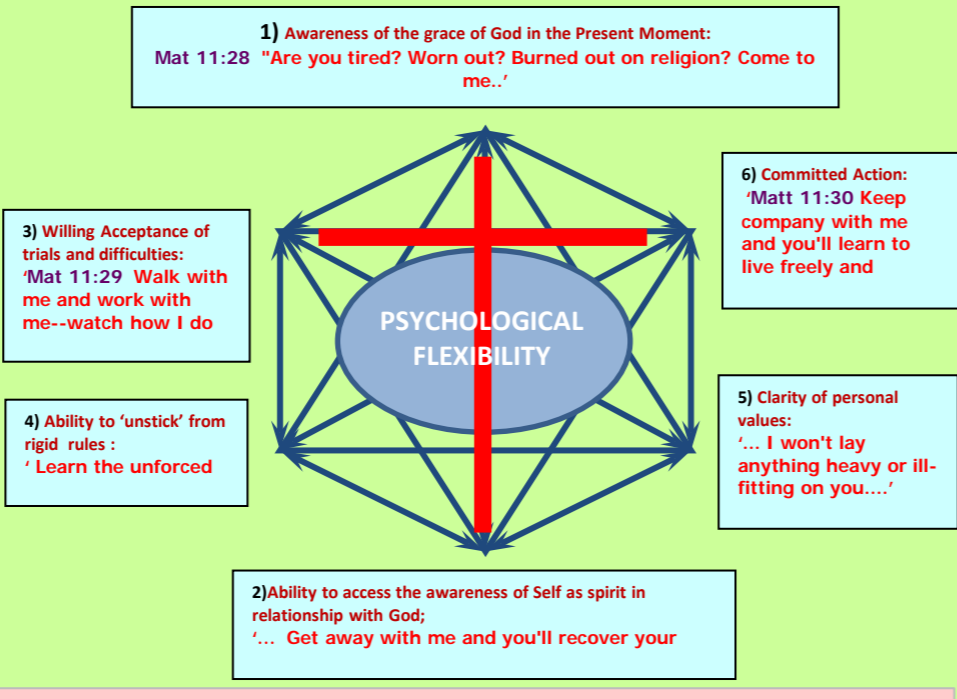 1) Awareness of the grace of God in the Present Moment:
Mat 11:28 "Are you tired? Worn out? Burned out on religion? Come to
me..’
3) Willing Acceptance of
trials and difficulties:
‘Mat 11:29 Walk with
me and work with
me--watch how I do
4) Ability to ‘unstick’ from
rigid rules :
‘ Learn the unforced
PSYCHOLOGICAL
FLEXIBILITY
6) Committed Action:
‘Matt 11:30 Keep
company with me
and you'll learn to
live freely and
5) Clarity of personal
values:
‘... I won't lay
anything heavy or ill-
fitting on you....’
2)Ability to access the awareness of Self as spirit in
relationship with God;
‘... Get away with me and you'll recover your